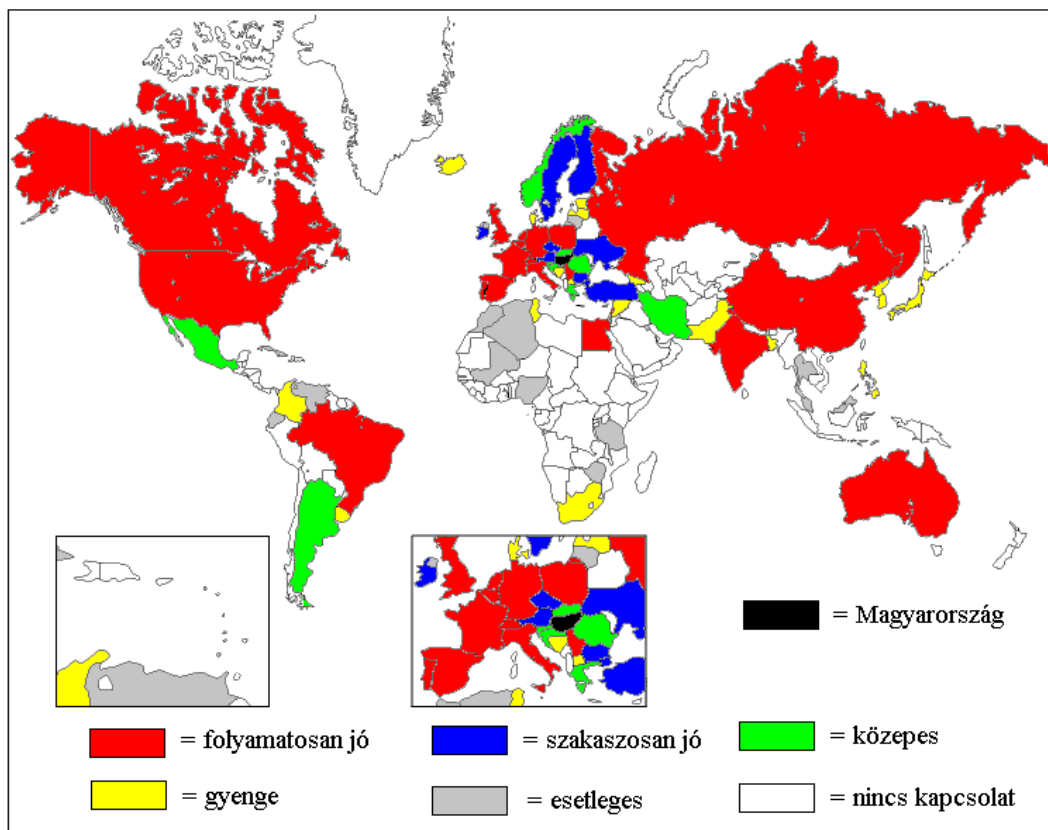 = Magyarország
= folyamatosan jó
= szakaszosan jó
= közepes
= gyenge
= esetleges
= nincs kapcsolat